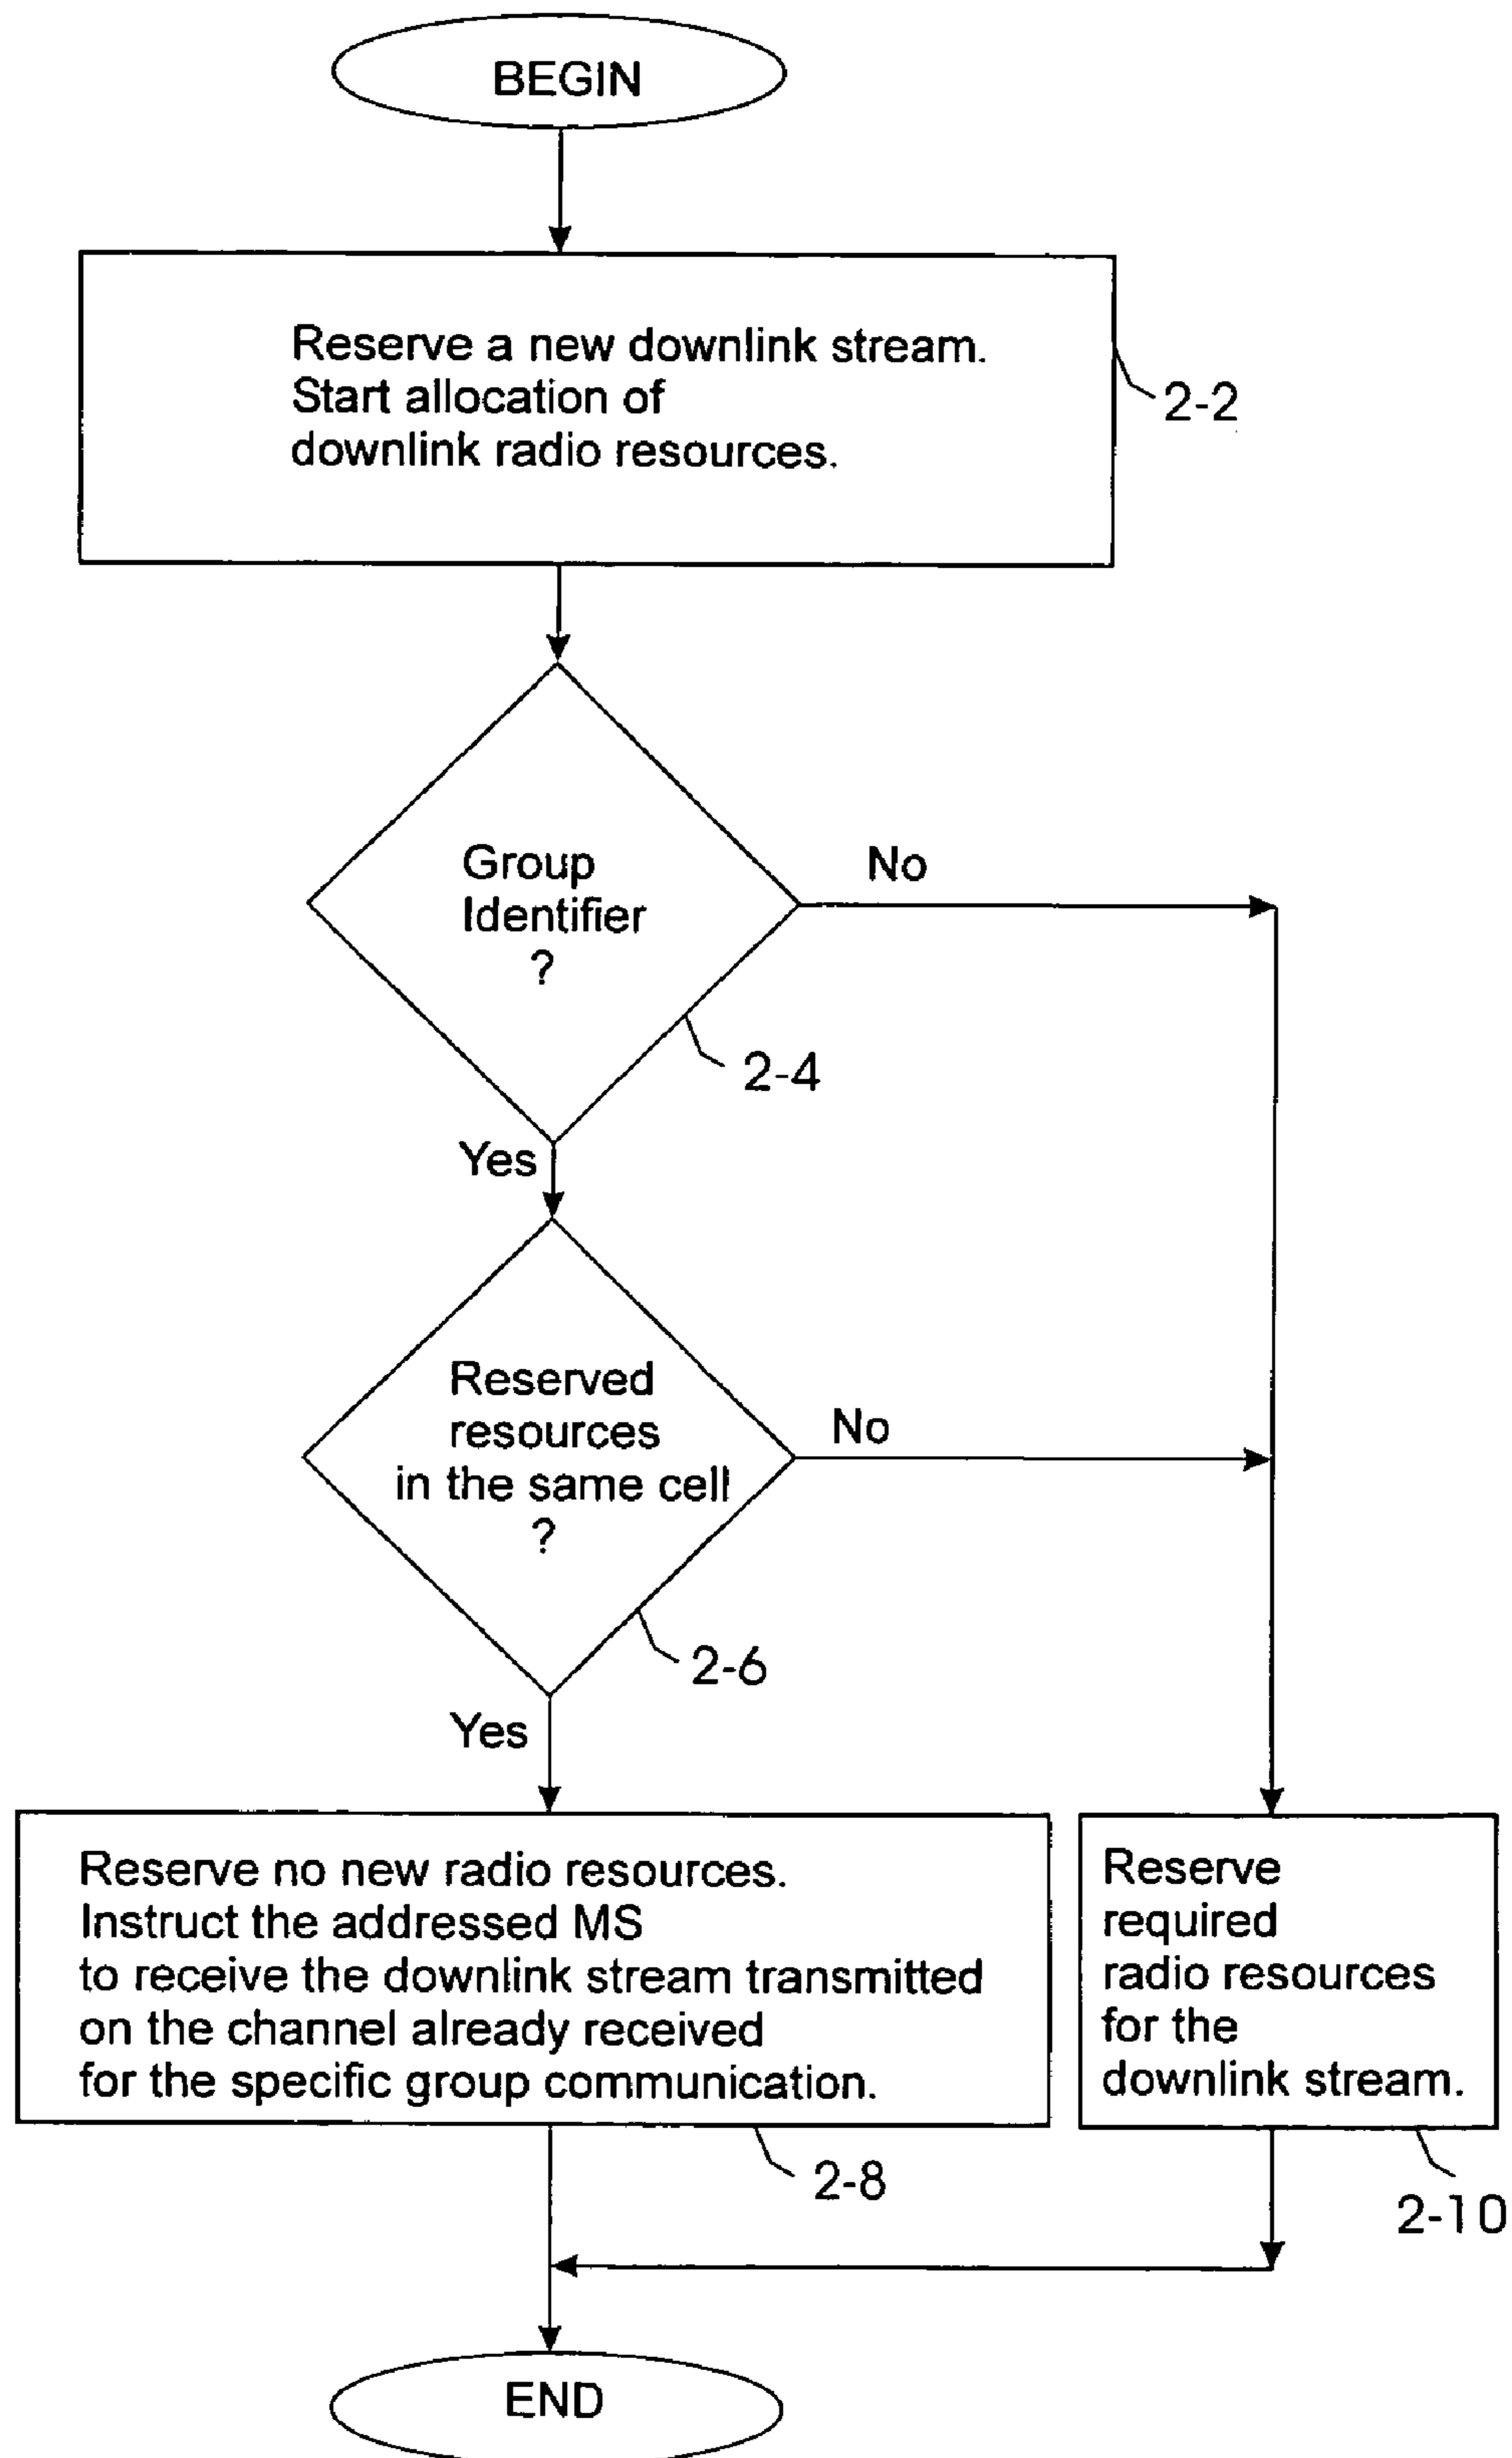 BEGIN
Reserve a new downlink stream.
Start allocation of
downlink radio resources.
2-2
Group
Identifier
?
No
2-4
Yes
Reserved
resources
in the same cell
?
No
2-6
Yes
Reserve no new radio resources.
Instruct the addressed MS
to receive the downlink stream transmitted
on the channel already received
for the specific group communication.
2-8
Reserve
required
radio resources
for the
downlink stream.
2-10
END